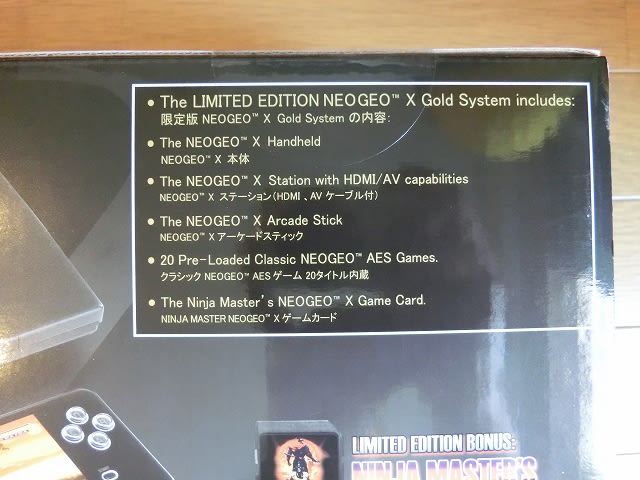 • The LIMITED EDITION NEOGEO™ X Gold System includes:
限定版 NEOGEO™ X Gold System の内容:
• The NEOGEO™ X Handheld
NEOGEO™ X 本体
• The NEOGEO™ X Station with HDMI/AV capabilities
NEOGEO™ X ステーション(HDMI 、AV ケーブル付)
• The NEOGEO™ X Arcade Stick
NEOGEO™ X アーケードスティック
• 20 Pre-Loaded Classic NEOGEO™ AES Games.
クラシック NEOGEO™ AESゲーム 20タイトル内蔵
• The Ninja Master's NEOGEO™ X Game Card.
NINJA MASTER NEOGEO™ X ゲームカード
LIMITED EDITION BONUS:
NINJA MASTER'S